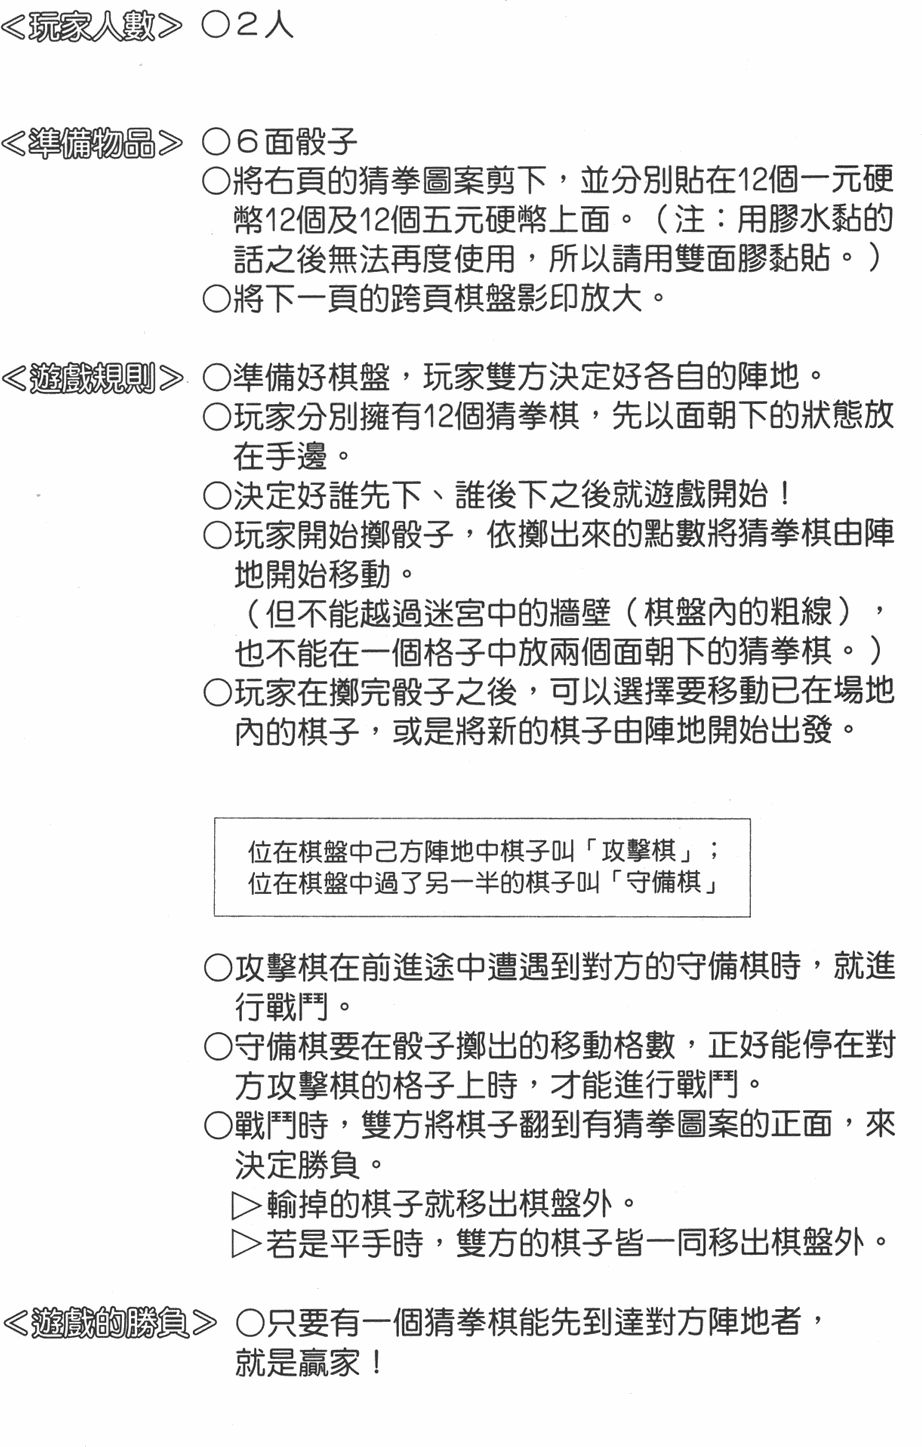 ＜玩家人數＞ ○２人
＜準備物品＞ ○６面骰子
○將右頁的猜拳圖案剪下，並分別貼在12個一元硬
幣12個及12個五元硬幣上面。（注：用膠水黏的
話之後無法再度使用，所以請用雙面膠黏貼。）
○將下一頁的跨頁棋盤影印放大。
＜遊戲規則＞ ○準備好棋盤，玩家雙方決定好各自的陣地。
○玩家分別擁有12個猜拳棋，先以面朝下的狀態放
在手邊。
○決定好誰先下、誰後下之後就遊戲開始！
○玩家開始擲骰子，依擲出來的點數將猜拳棋由陣
地開始移動。
（但不能越過迷宮中的牆壁（棋盤內的粗線），
也不能在一個格子中放兩個面朝下的猜拳棋。）
○玩家在擲完骰子之後，可以選擇要移動已在場地
內的棋子，或是將新的棋子由陣地開始出發。
位在棋盤中己方陣地中棋子叫「攻擊棋」；
位在棋盤中過了另一半的棋子叫「守備棋」
○攻擊棋在前進途中遭遇到對方的守備棋時，就進
行戰鬥。
○守備棋要在骰子擲出的移動格數，正好能停在對
方攻擊棋的格子上時，才能進行戰鬥。
○戰鬥時，雙方將棋子翻到有猜拳圖案的正面，來
決定勝負。
▷輸掉的棋子就移出棋盤外。
▷若是平手時，雙方的棋子皆一同移出棋盤外。
＜遊戲的勝負＞ ○只要有一個猜拳棋能先到達對方陣地者，
就是贏家！